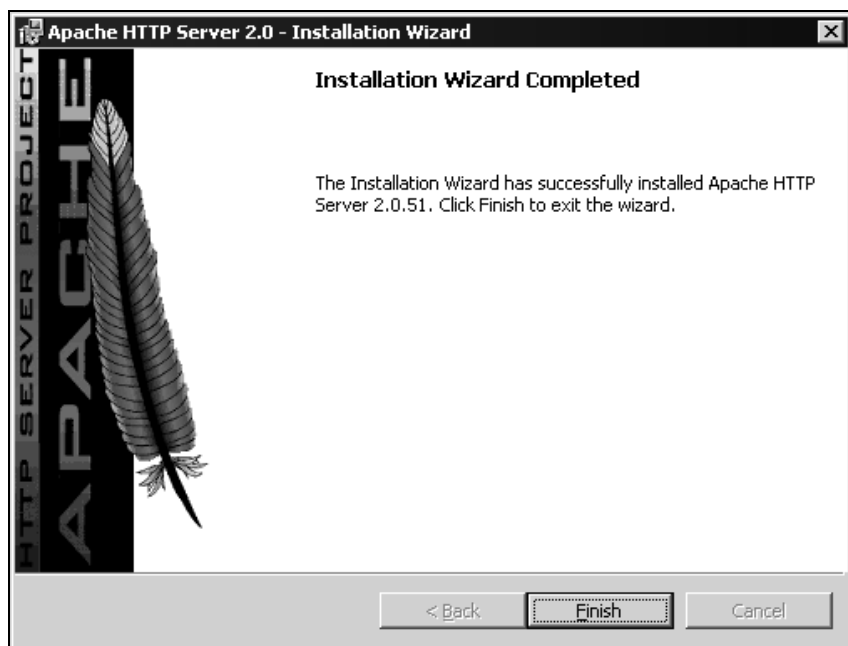 Apache HTTP Server 2.0 - Installation Wizard
HTTP SERVER PROJECT
APACHE
Installation Wizard Completed
The Installation Wizard has successfully installed Apache HTTP
Server 2.0.51. Click Finish to exit the wizard.
< Back
Finish
Cancel